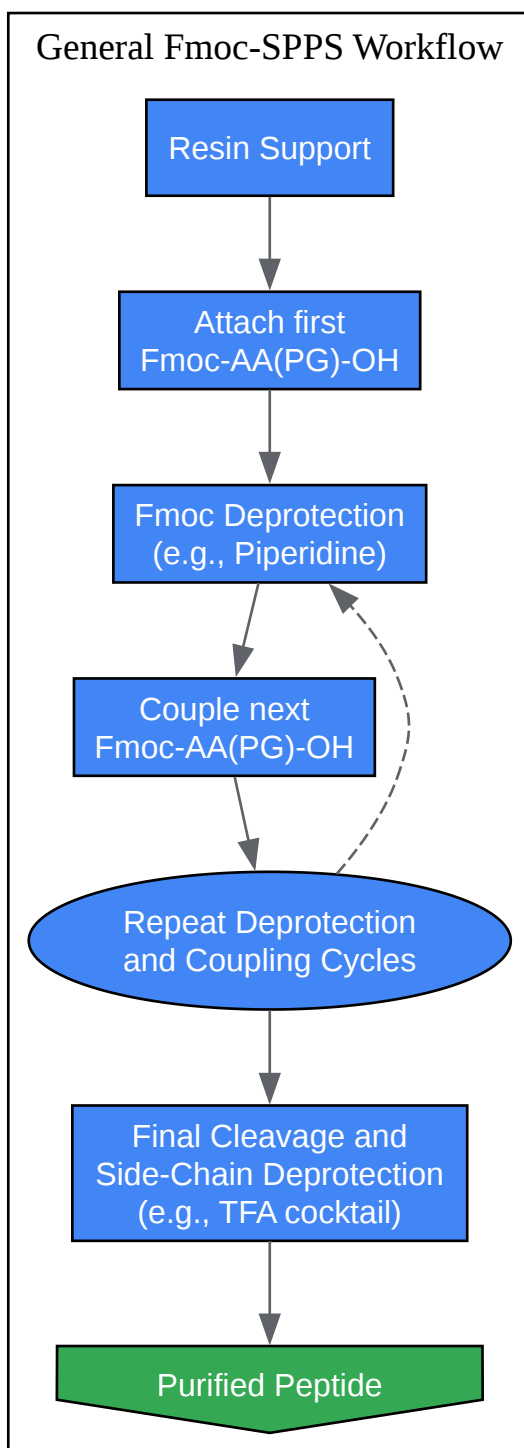 General Fmoc-SPPS Workflow
Resin Support
Attach first
Fmoc-AA(PG)-OH
Fmoc Deprotection
(e.g., Piperidine)
Couple next
Fmoc-AA(PG)-OH
Repeat Deprotection
and Coupling Cycles
Final Cleavage and
Side-Chain Deprotection
(e.g., TFA cocktail)
Purified Peptide